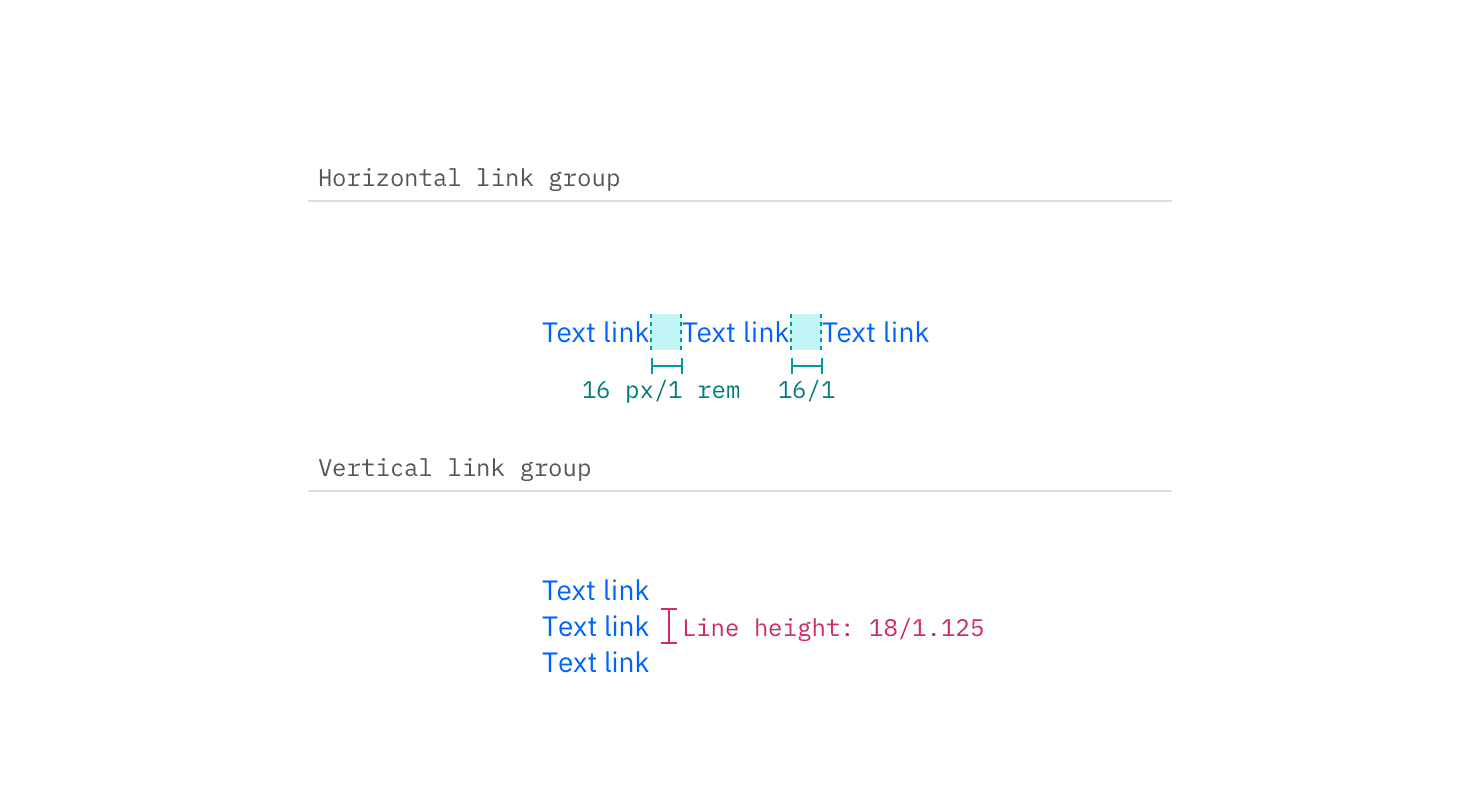 Horizontal link group
Text link Text link Text link
16 px/1 rem 16/1
Vertical link group
Text link
Text link Line height: 18/1.125
Text link